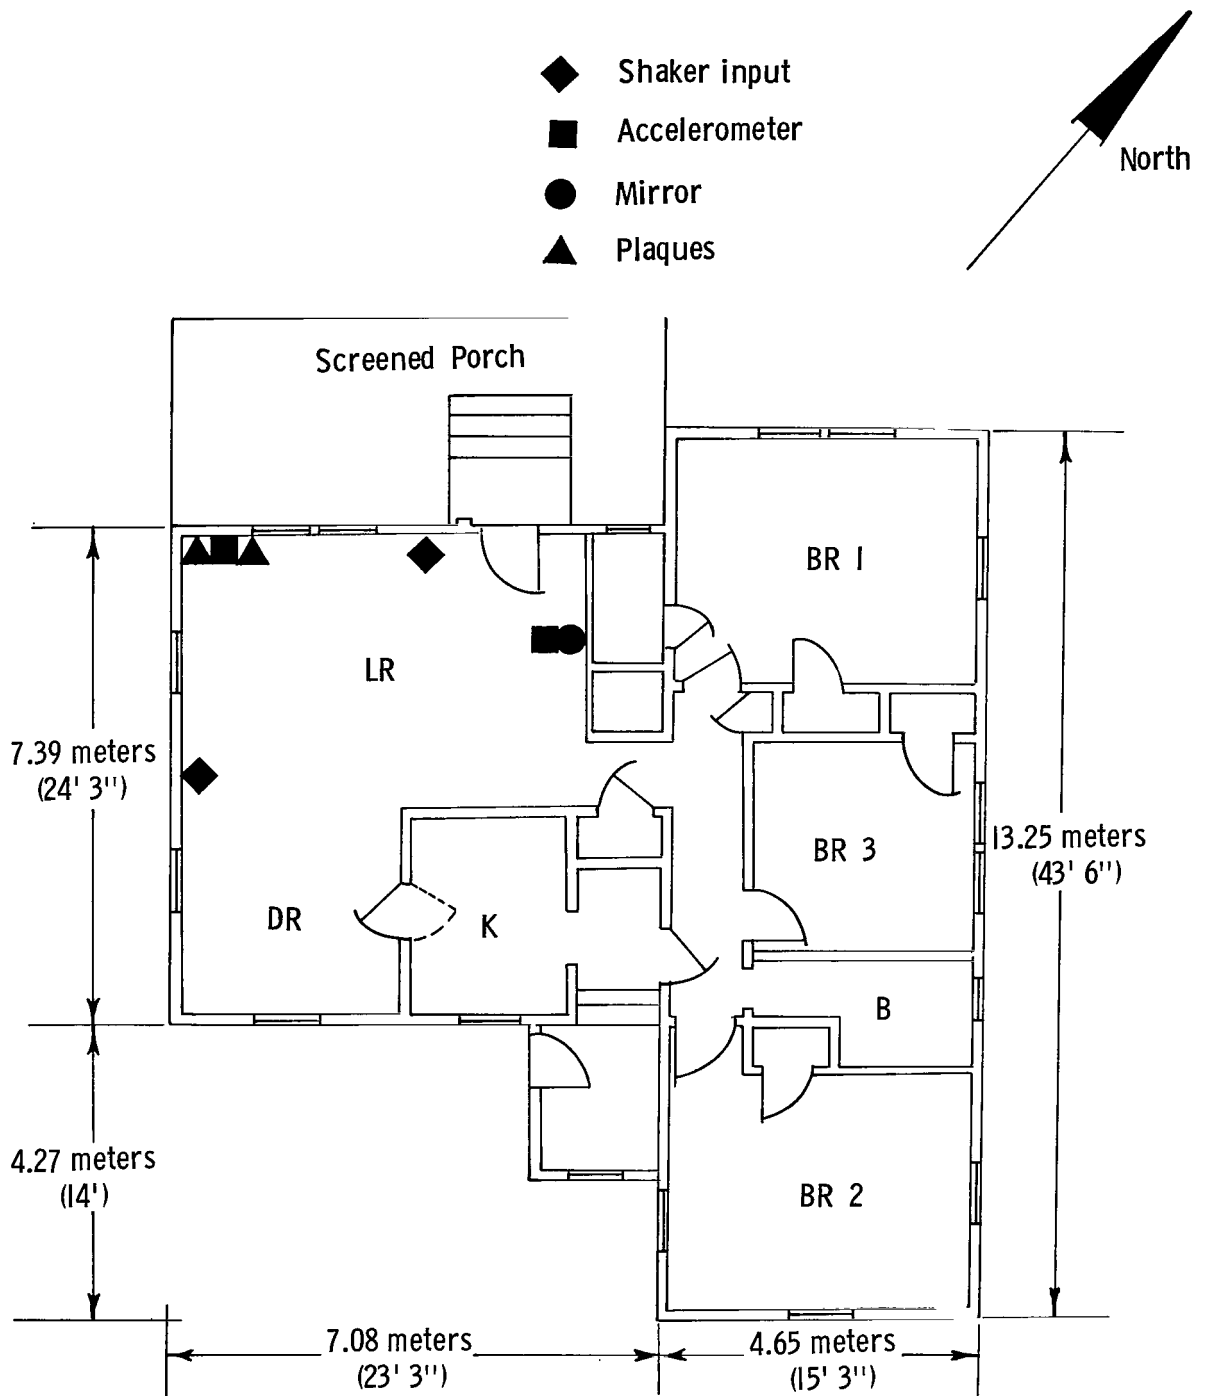 Shaker input
Accelerometer
Mirror
Plaques
North
Screened Porch
BR 1
LR
7.39 meters
(24' 3")
BR 3
13.25 meters
(43' 6")
DR
K
B
4.27 meters
(14')
BR 2
7.08 meters
(23' 3")
4.65 meters
(15' 3")